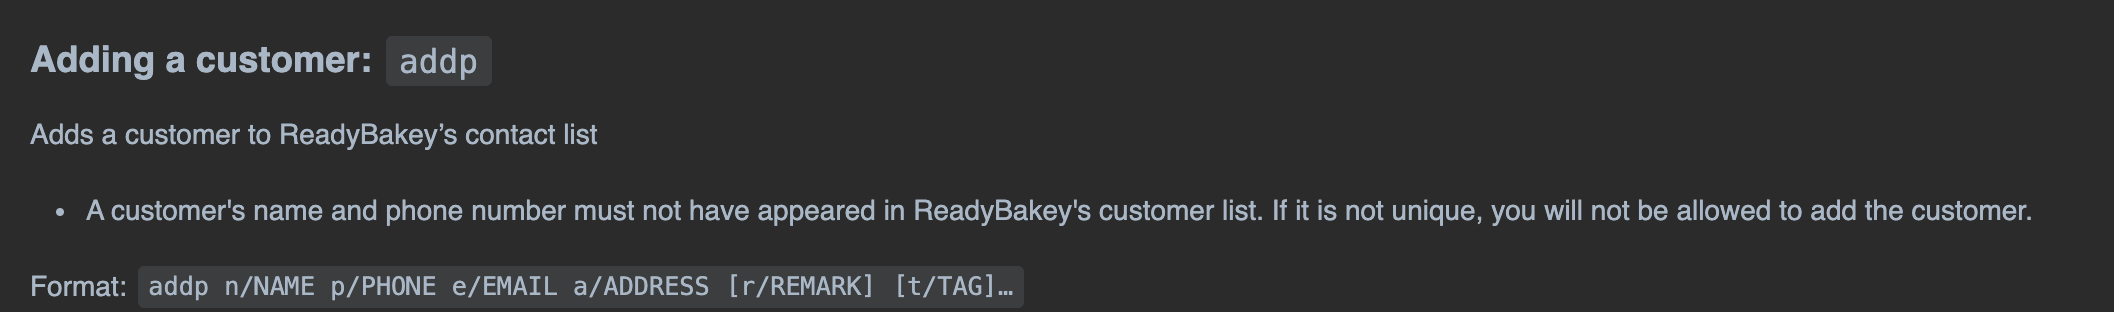 Adding a customer: addp
Adds a customer to ReadyBakey’s contact list
• A customer's name and phone number must not have appeared in ReadyBakey's customer list. If it is not unique, you will not be allowed to add the customer.
Format: addp n/NAME p/PHONE e/EMAIL a/ADDRESS [r/REMARK] [t/TAG]…